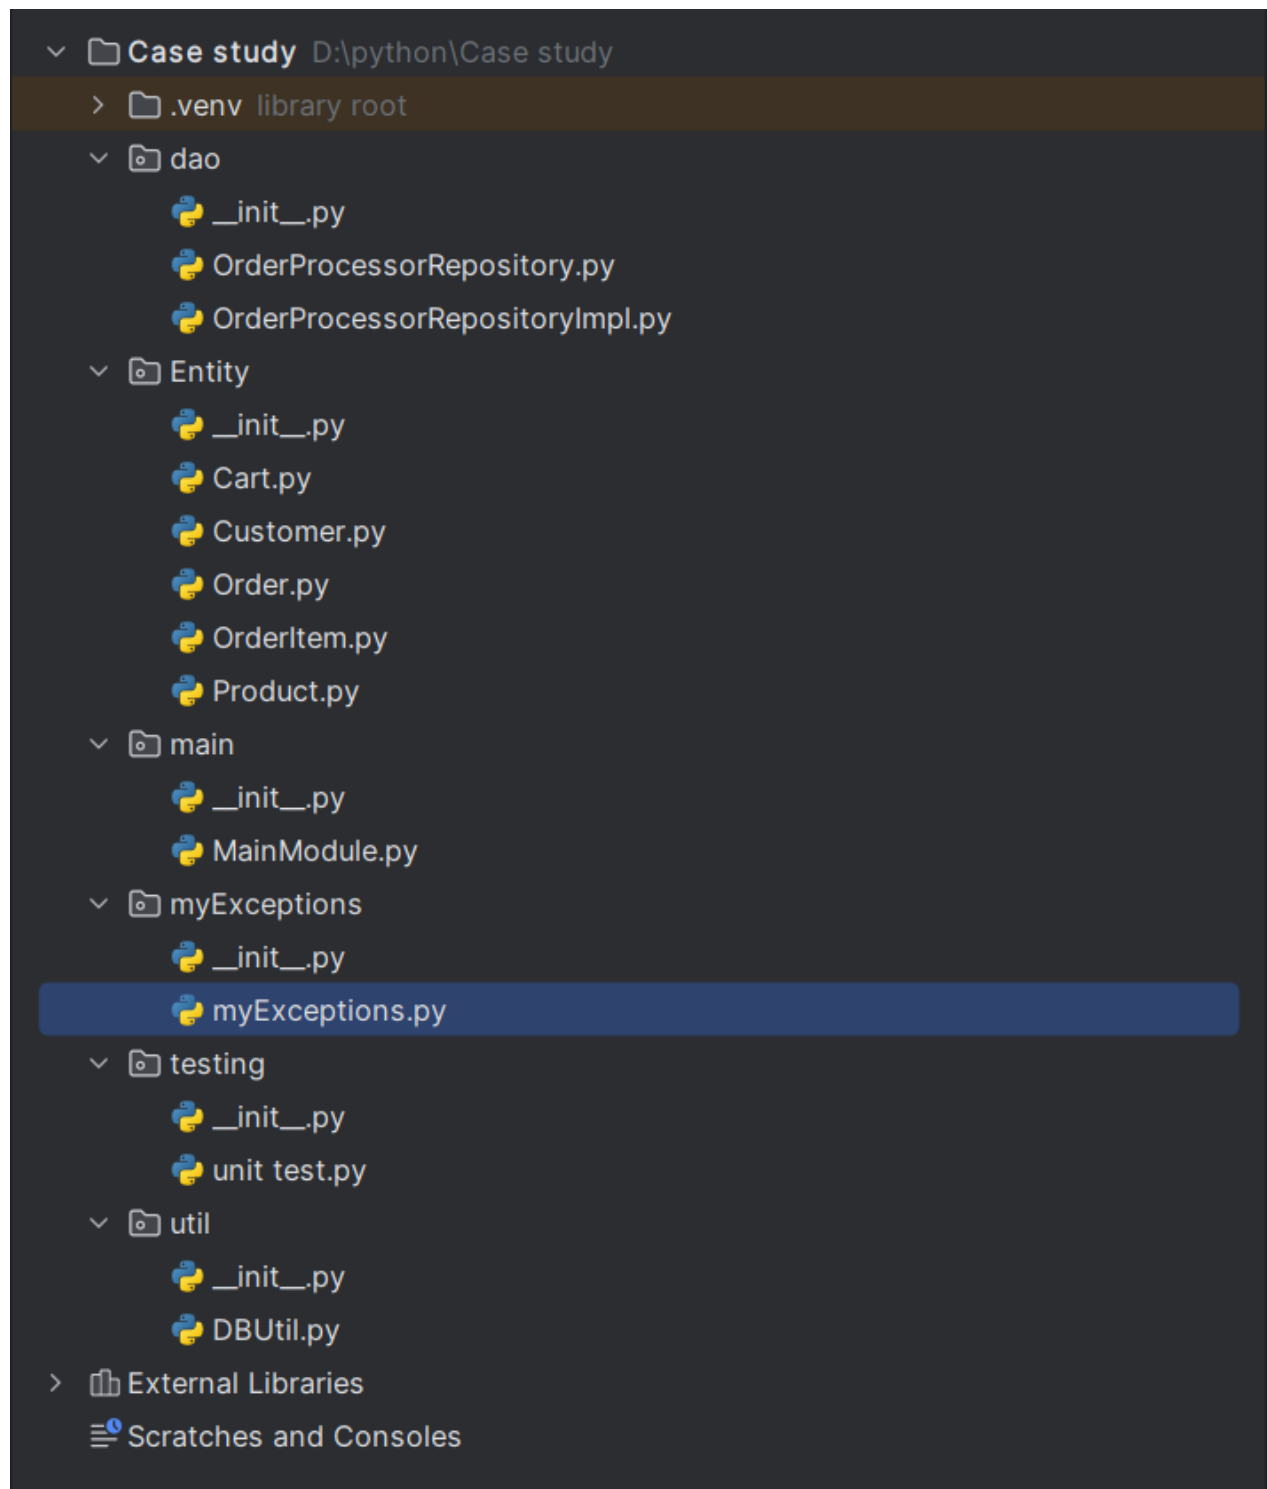 Case study D:\python\Case study
.venv library root
dao
__init__.py
OrderProcessorRepository.py
OrderProcessorRepositoryImpl.py
Entity
__init__.py
Cart.py
Customer.py
Order.py
OrderItem.py
Product.py
main
__init__.py
MainModule.py
myExceptions
__init__.py
myExceptions.py
testing
__init__.py
unit test.py
util
__init__.py
DBUtil.py
External Libraries
Scratches and Consoles